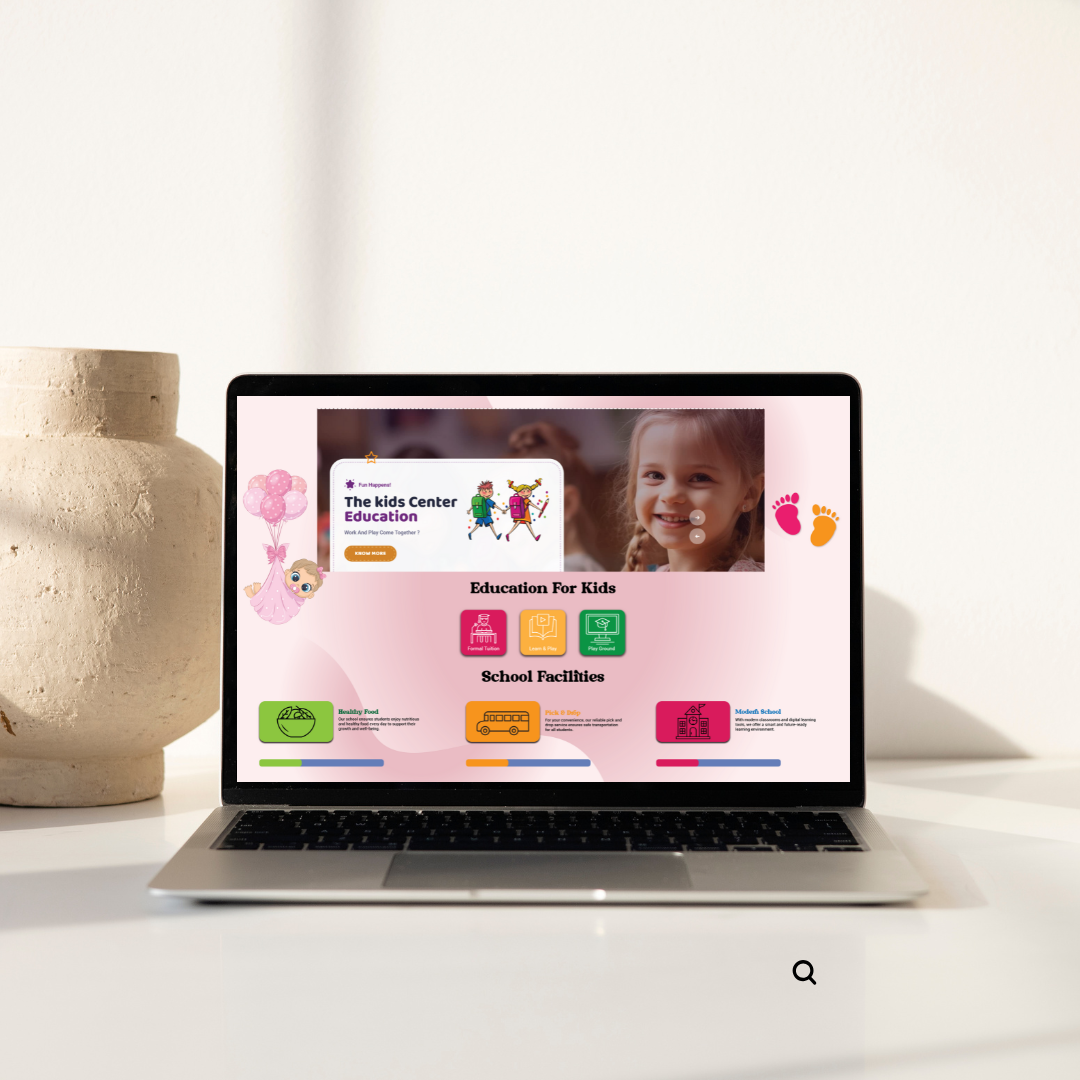 Fun Happens!
The kids Center
Education
Work And Play Come Together ?
KNOW MORE
Education For Kids
Formal Tution
Learn & Play
Play Ground
School Facilities
Healthy Food
Our school ensures students enjoy nutritious
and healthy food every day to support their
growth and well-being.
Pick & Help
For your convenience, our reliable pick and
drop service ensures safe transportation
for all students.
Modern School
With modern classrooms and digital learning
tools, we offer a smart and future-ready
learning environment.